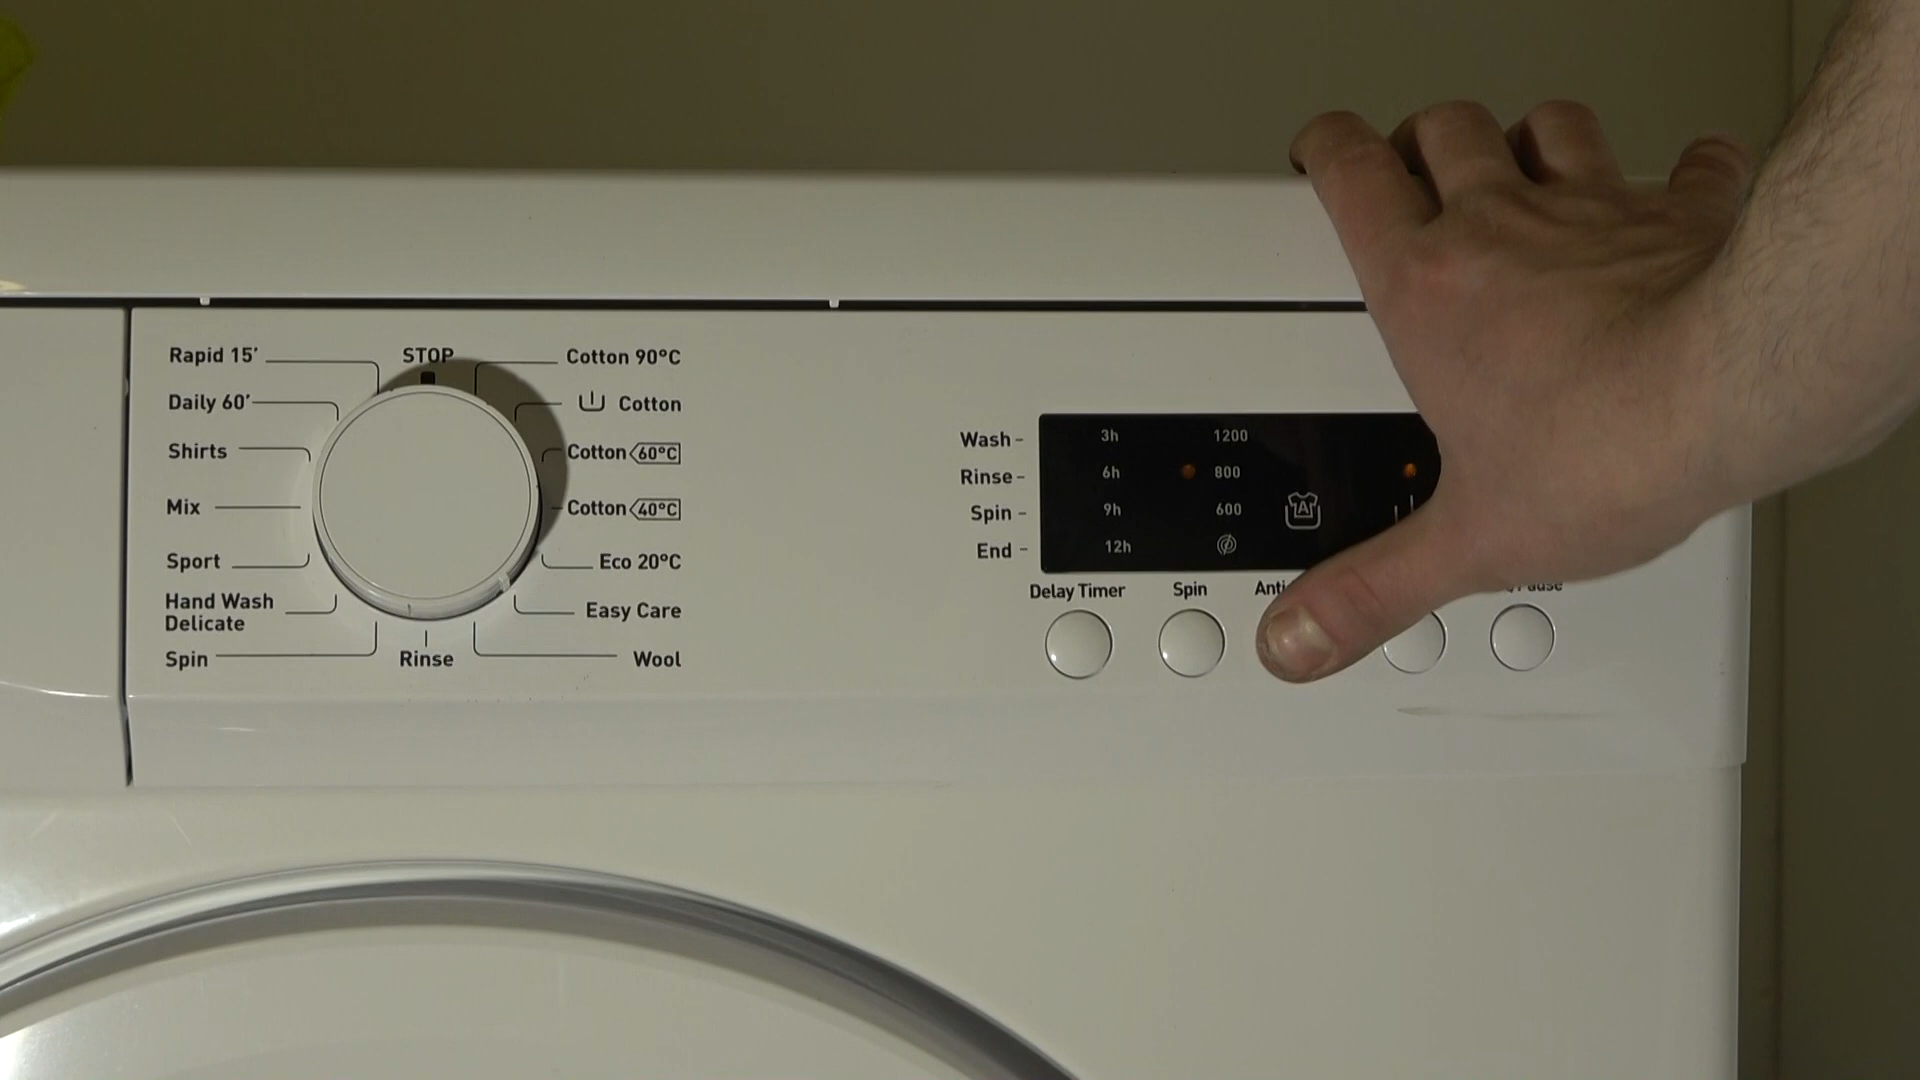 Rapid 15’
Daily 60’
Shirts
Mix
Sport
Hand Wash
Delicate
Spin
STOP
Rinse
Cotton 90°C
Cotton
Cotton 60°C
Cotton 40°C
Eco 20°C
Easy Care
Wool
Wash -
Rinse -
Spin -
End -
3h
6h
9h
12h
1200
800
600
A
Delay Timer
Spin